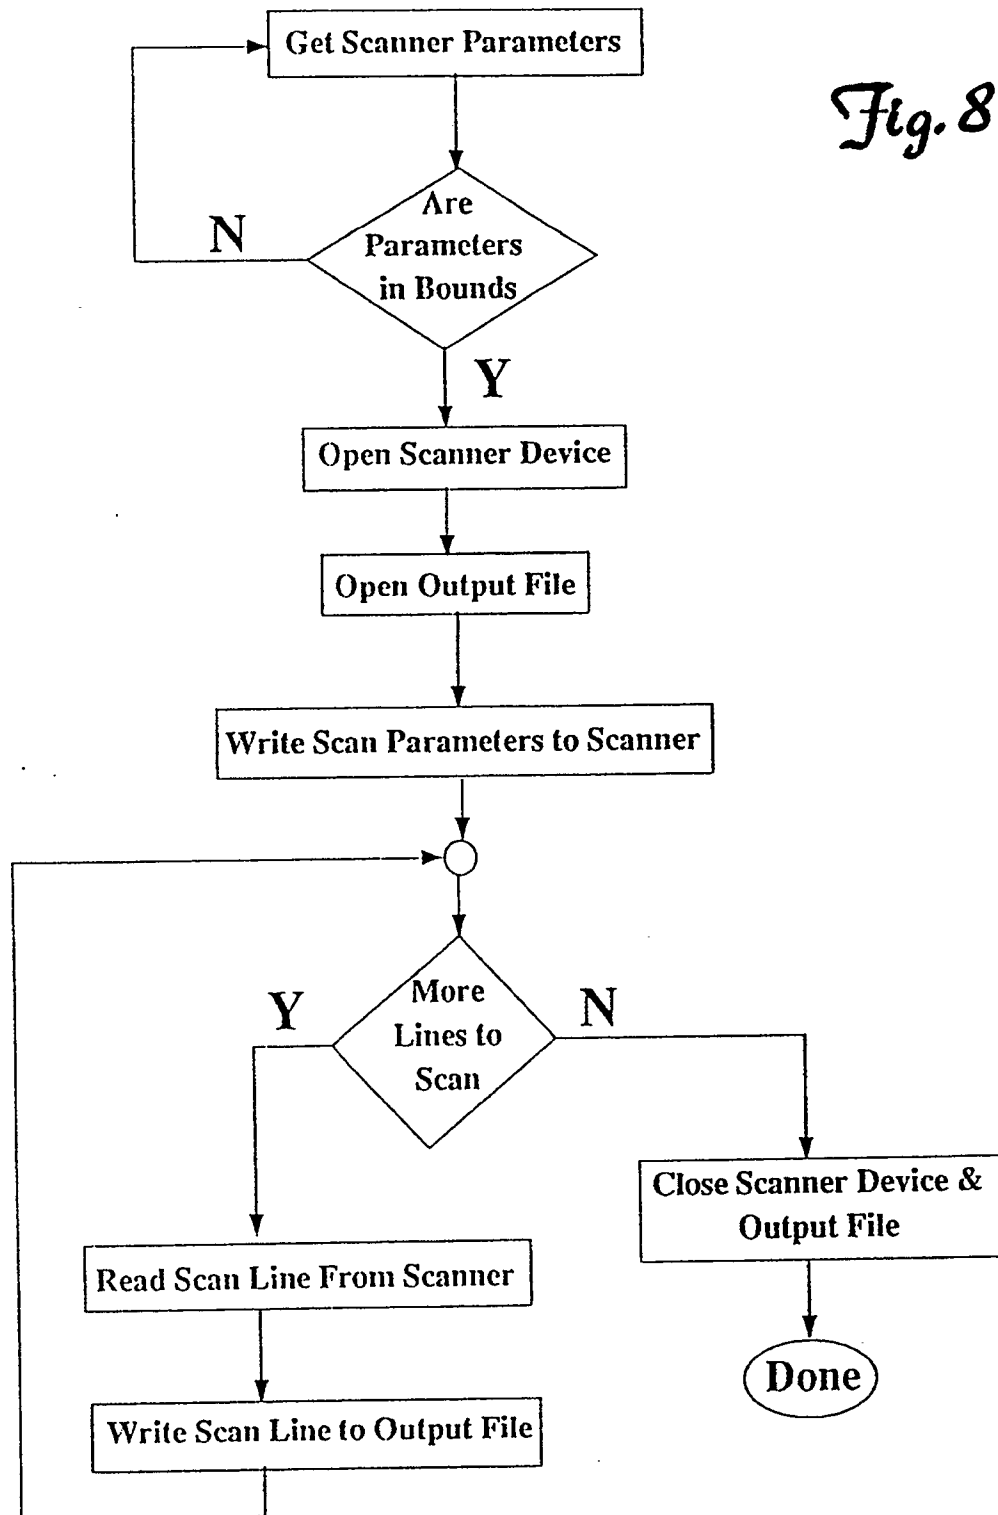 Get Scanner Parameters
Fig. 8
Are
Parameters
in Bounds
N
Y
Open Scanner Device
Open Output File
Write Scan Parameters to Scanner
More
Lines to
Scan
Y
N
Close Scanner Device &
Output File
Read Scan Line From Scanner
Done
Write Scan Line to Output File